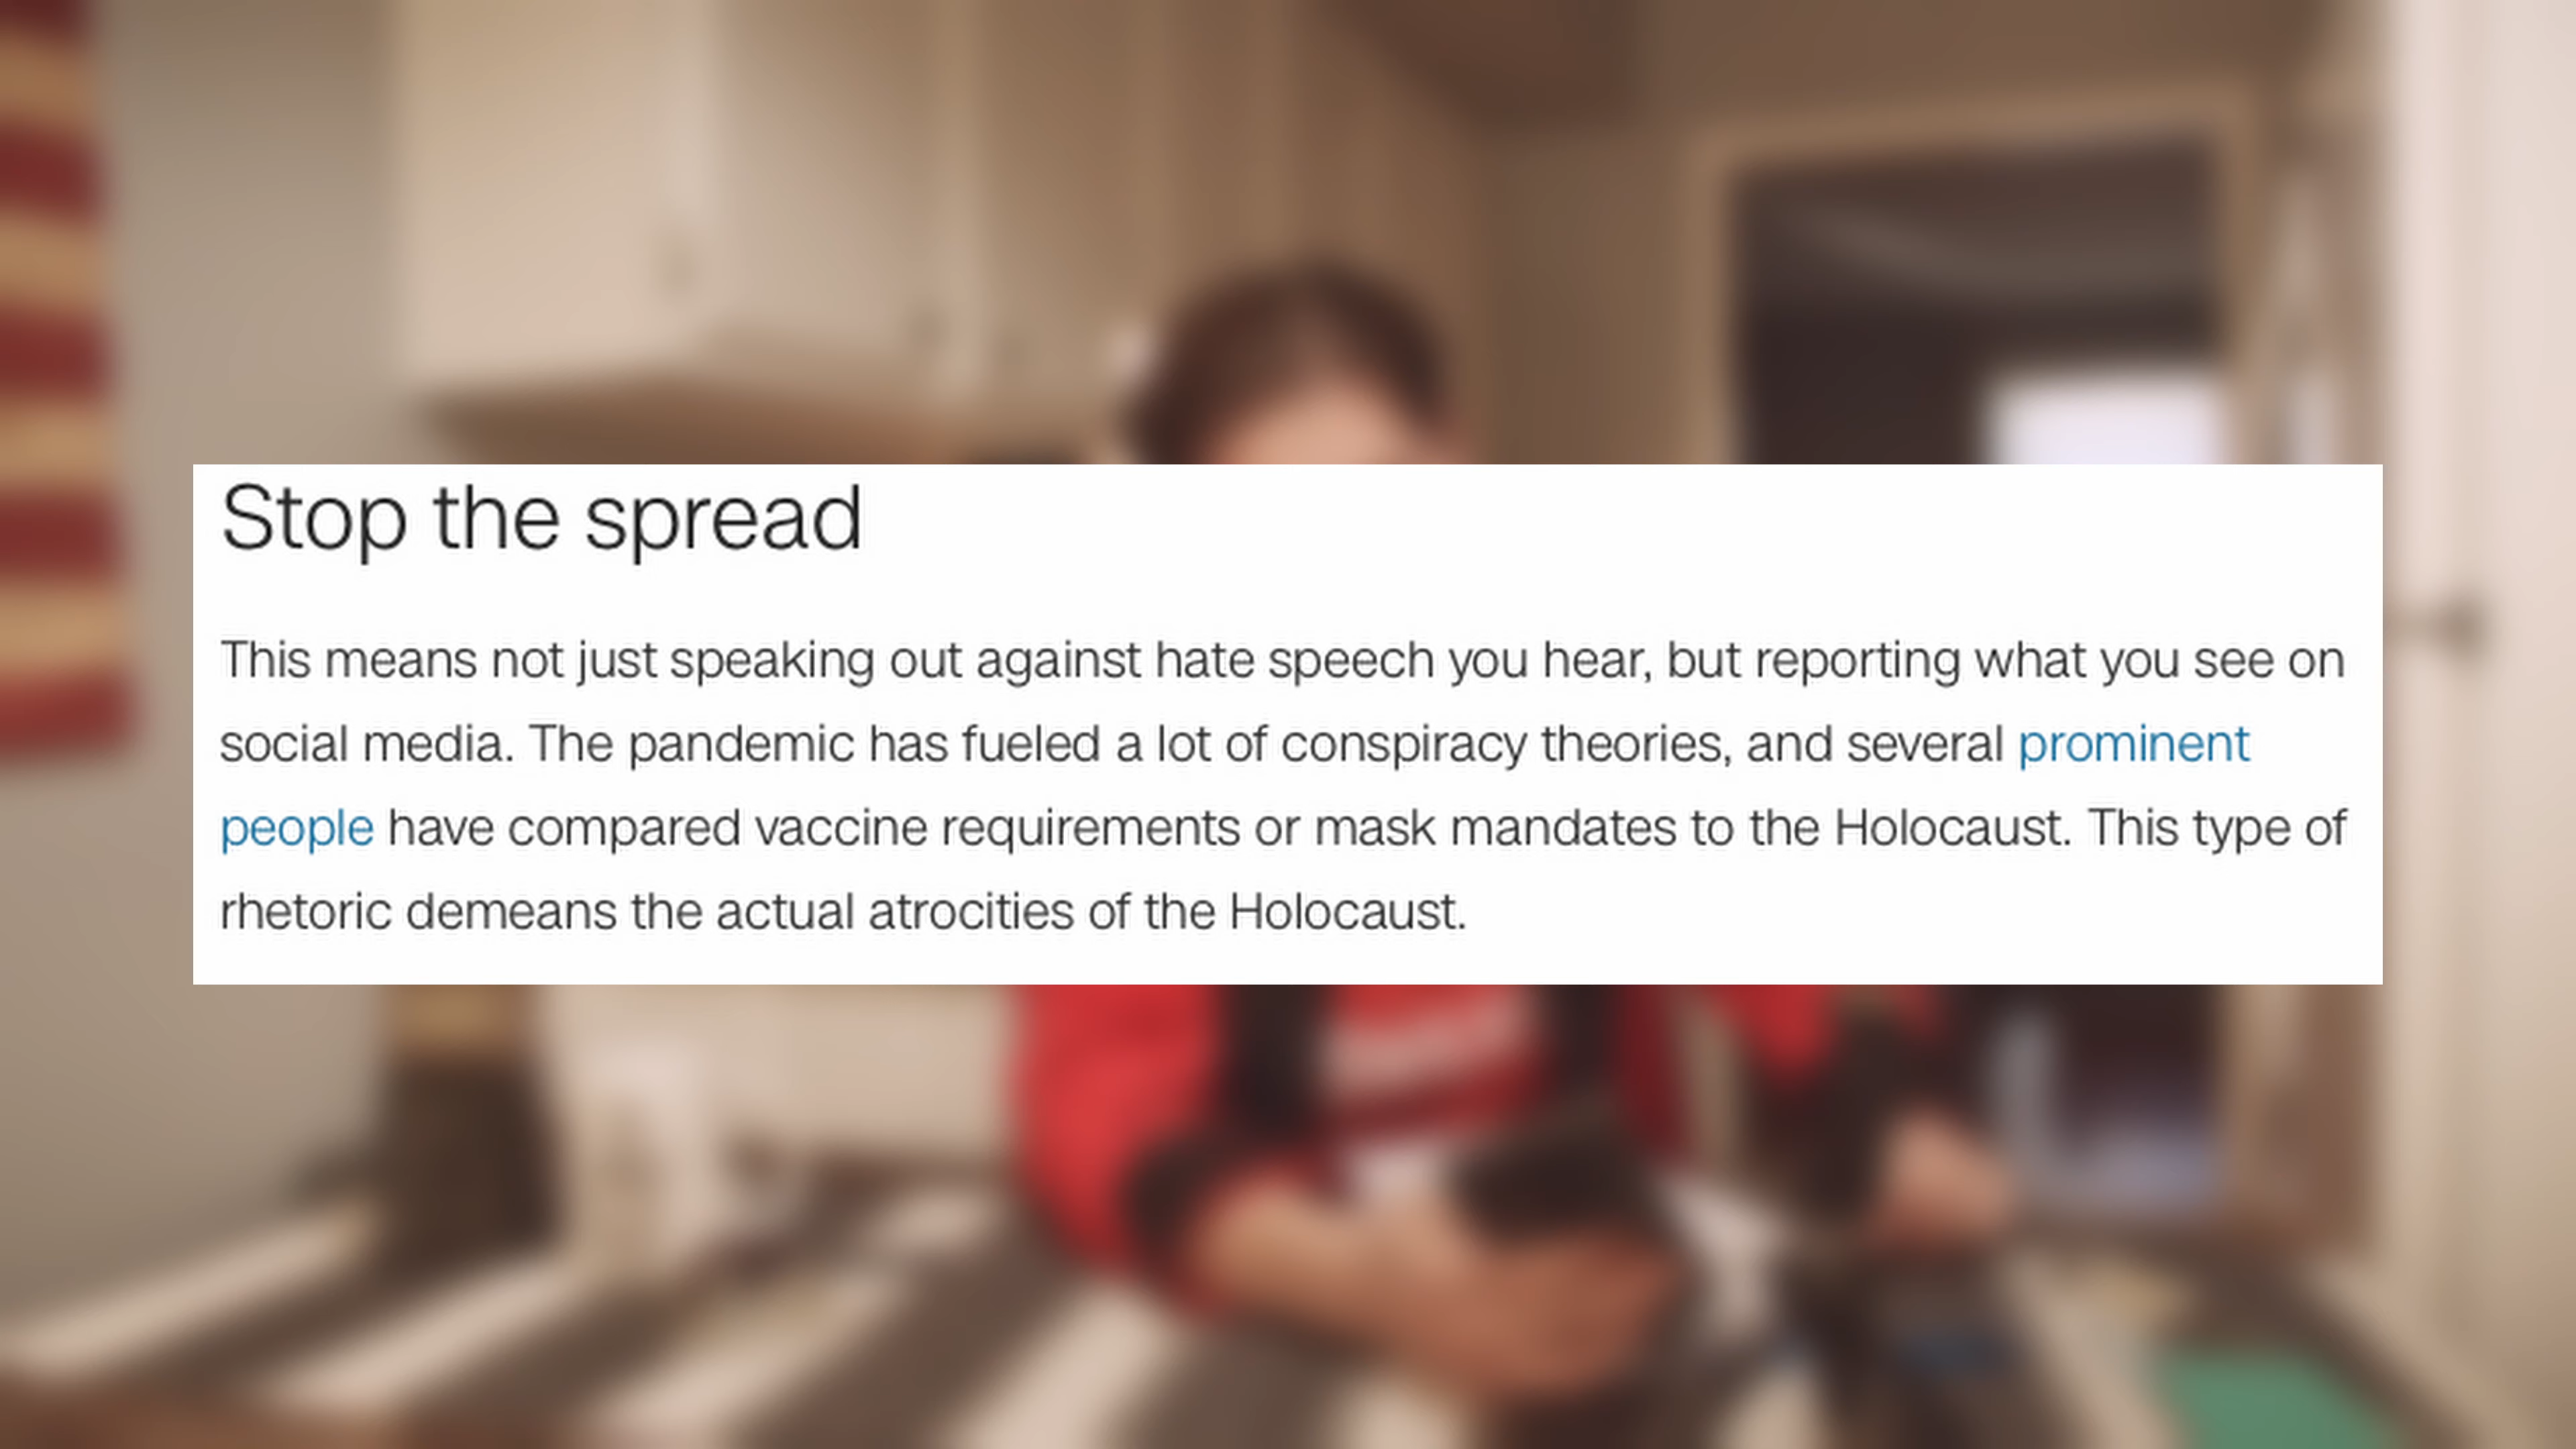 Stop the spread
This means not just speaking out against hate speech you hear, but reporting what you see on
social media. The pandemic has fueled a lot of conspiracy theories, and several prominent
people have compared vaccine requirements or mask mandates to the Holocaust. This type of
rhetoric demeans the actual atrocities of the Holocaust.